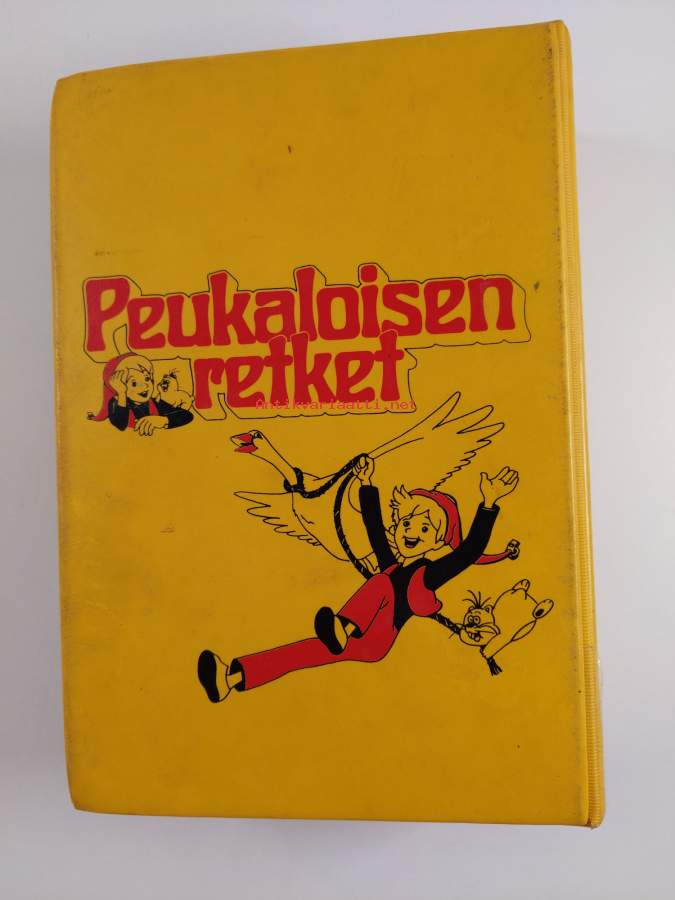 Peukaloisen
retket
Antikvariaatti.net